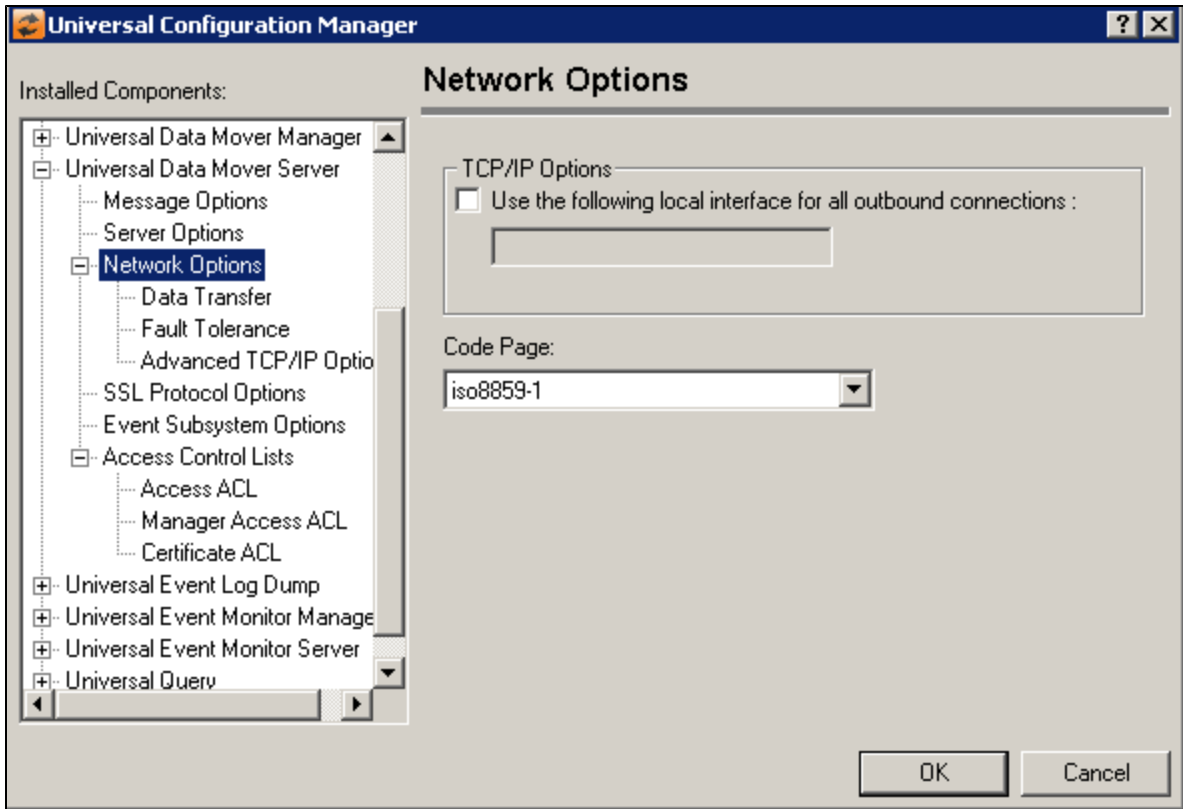 Universal Configuration Manager
Installed Components:
Universal Data Mover Manager
Universal Data Mover Server
Message Options
Server Options
Network Options
Data Transfer
Fault Tolerance
Advanced TCP/IP Optio
SSL Protocol Options
Event Subsystem Options
Access Control Lists
Access ACL
Manager Access ACL
Certificate ACL
Universal Event Log Dump
Universal Event Monitor Manage
Universal Event Monitor Server
Universal Query
Network Options
TCP/IP Options
Use the following local interface for all outbound connections :
Code Page:
iso8859-1
OK
Cancel